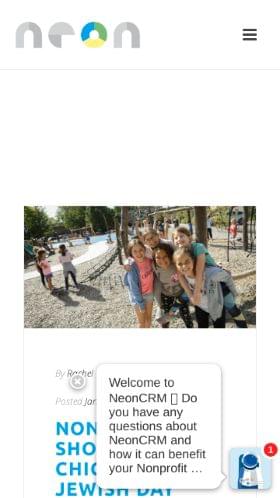 neon
By Rachel
Posted Jan
Welcome to
NeonCRM Do
you have any
questions about
NeonCRM and
how it can benefit
your Nonprofit ...
1
NON
SHO
CHIC
JEWISH DAY